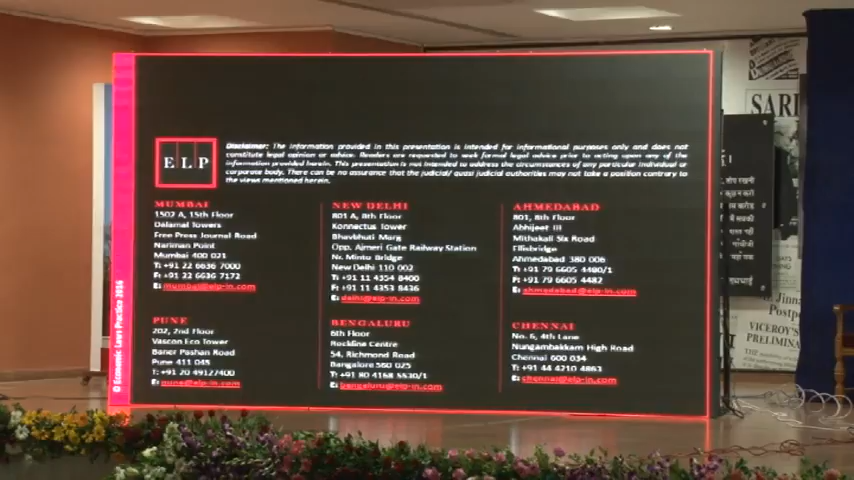 ELP
Disclaimer: The information provided in this presentation is intended for informational purposes only and does not
constitute legal opinion or advice. Readers are requested to seek formal legal advice prior to acting upon any of the
information provided herein. This presentation is not intended to address the circumstances of any particular individual or
corporate body. There can be no assurance that the judicial/ quasi judicial authorities may not take a position contrary to
the views mentioned herein.
MUMBAI
1502 A, 15th Floor
Dalamal Towers
Free Press Journal Road
Nariman Point
Mumbai 400 021
T: +91 22 6636 7000
F: +91 22 6636 7172
E: mumbai@elp-in.com
NEW DELHI
801 A, 8th Floor
Konnectus Tower
Bhavbhuti Marg
Opp. Ajmeri Gate Railway Station
Nr. Minto Bridge
New Delhi 110 002
T: +91 11 4354 8400
F: +91 11 4353 8436
E: delhi@elp-in.com
AHMEDABAD
801, 8th Floor
Abhijeet III
Mithakali Six Road
Ellisbridge
Ahmedabad 380 006
T: +91 79 6605 4480/1
F: +91 79 6605 4482
E: ahmedabad@elp-in.com
PUNE
202, 2nd Floor
Vascon Eco Tower
Baner Pashan Road
Pune 411 045
T: +91 20 49127400
E: pune@elp-in.com
BENGALURU
6th Floor
Rockline Centre
54, Richmond Road
Bangalore 560 025
T: +91 80 4168 5530/1
E: bengaluru@elp-in.com
CHENNAI
No. 6, 4th Lane
Nungambakkam High Road
Chennai 600 034
T: +91 44 4210 4863
E: chennai@elp-in.com
© Economic Laws Practice 2016
SARI
Jinna
Postpo
VICEROY'S
PRELIMINA